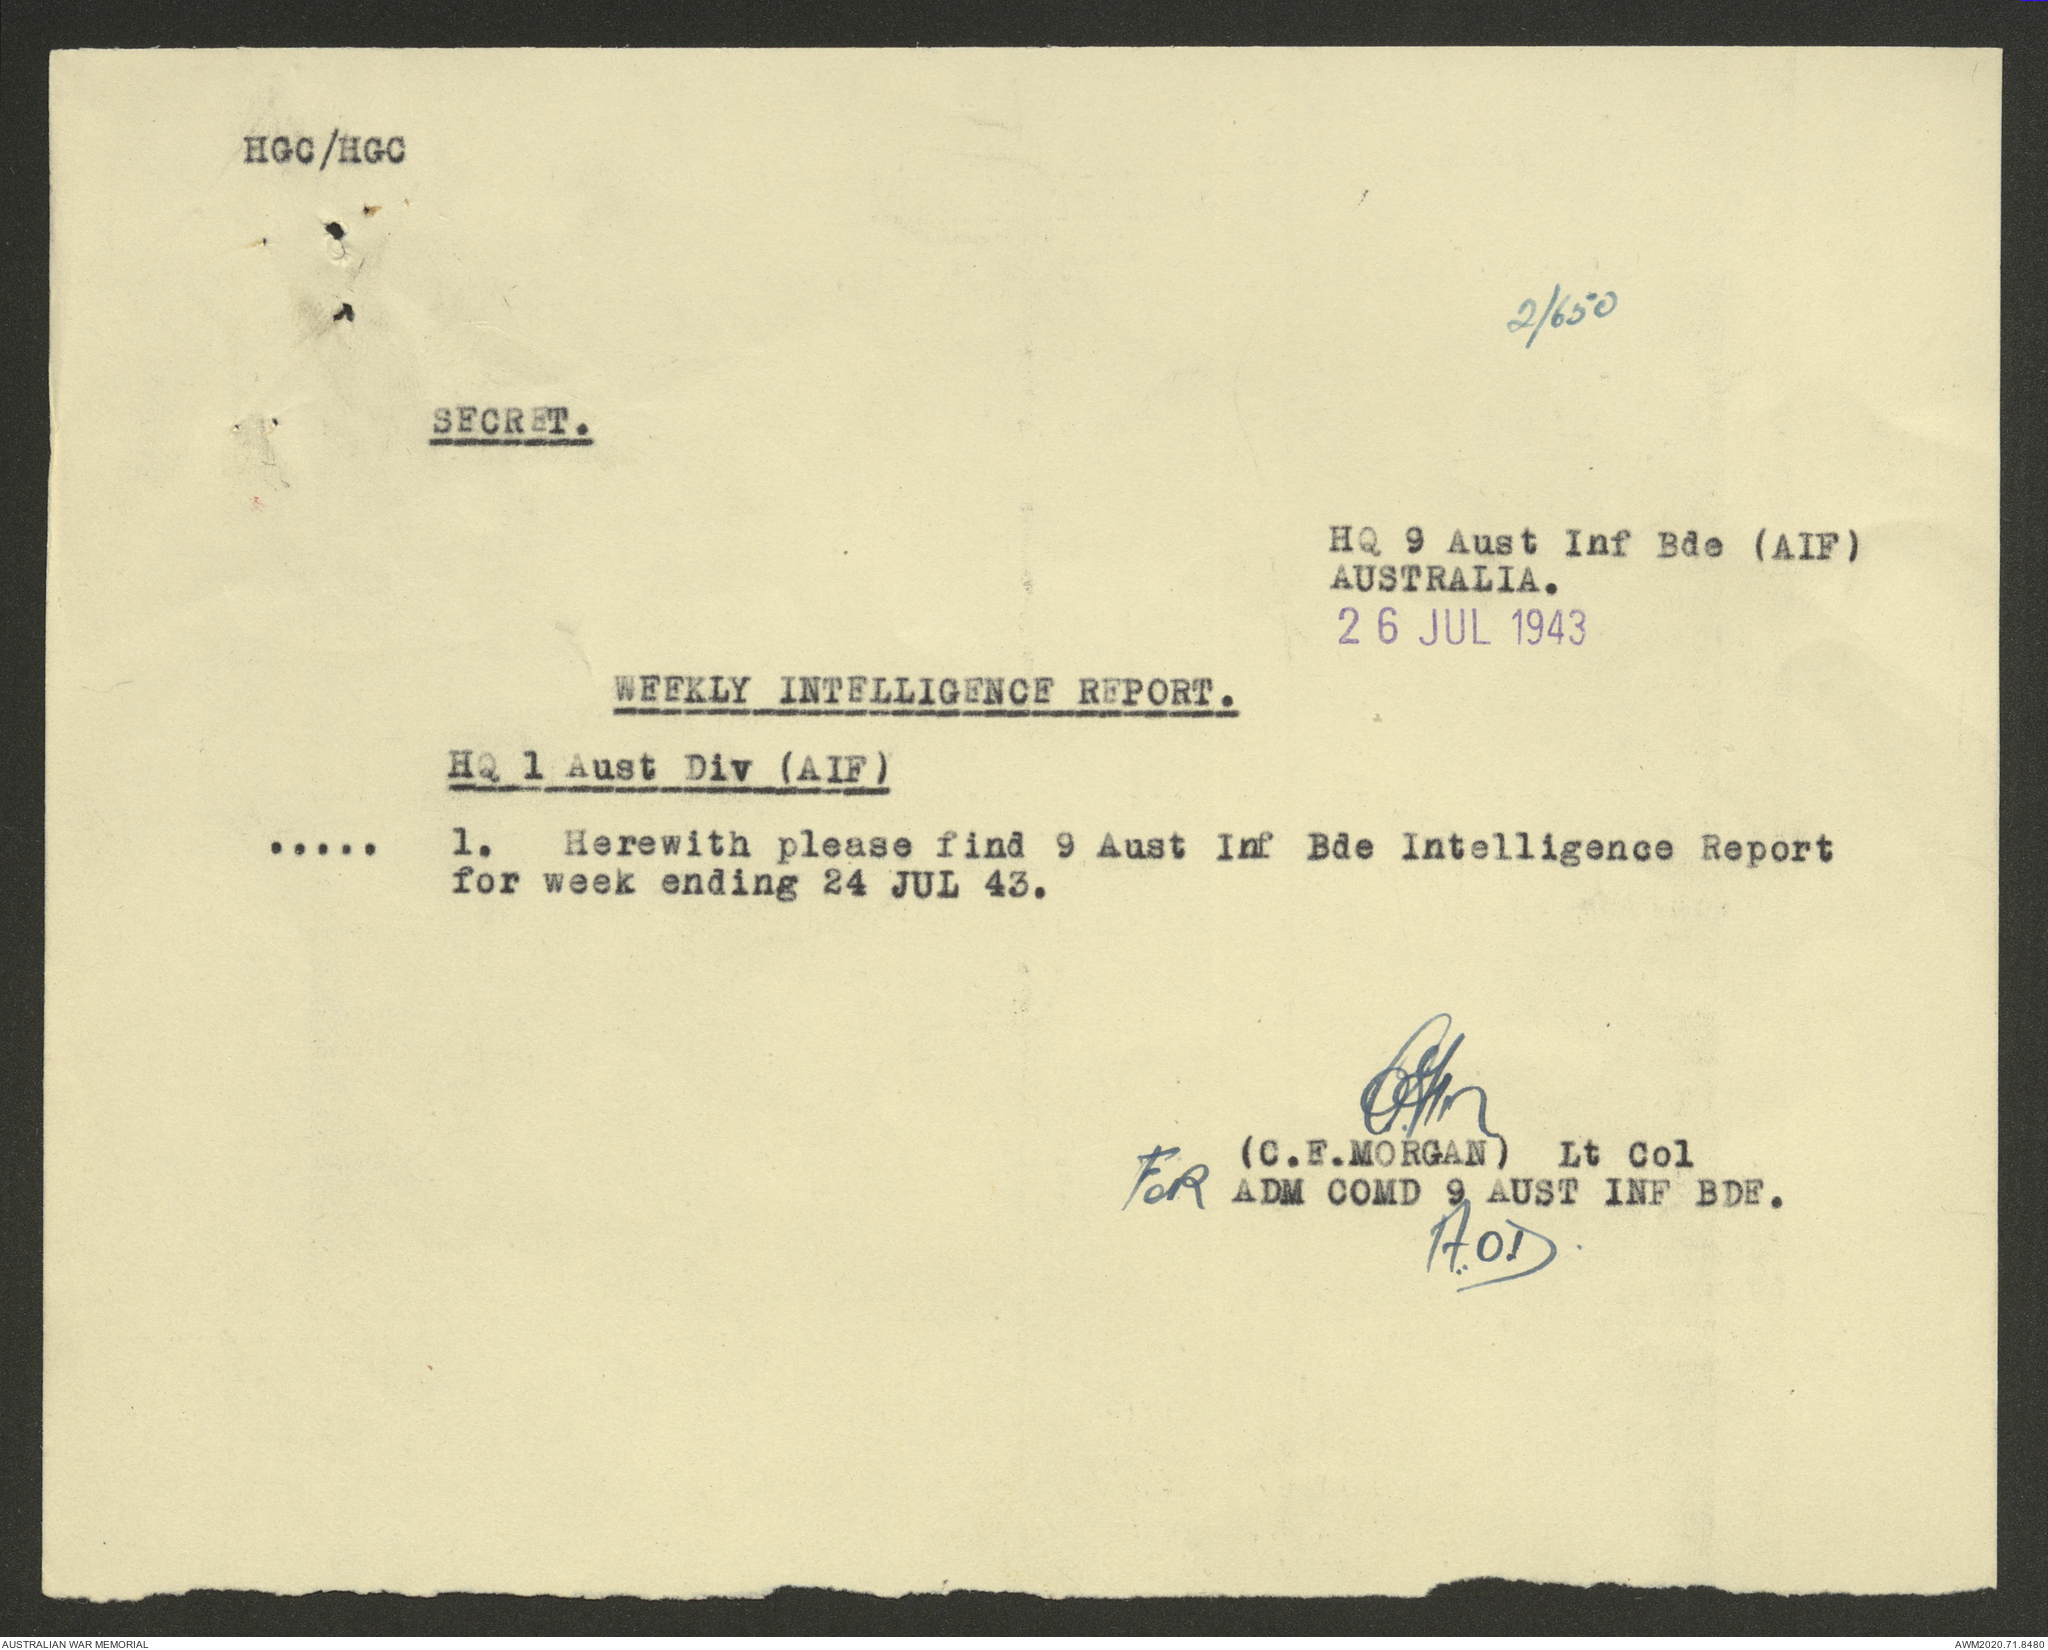 HGC/HGC
2/650
SECRET.
HQ 9 Aust Inf Bde (AIF)
AUSTRALIA.
26 JUL 1943
WEEKLY INTELLIGENCE REPORT.
HQ 1 Aust Div (AIF)
..... 1. Herewith please find 9 Aust Inf Bde Intelligence Report
for week ending 24 JUL 43.
(C.E.MORGAN) Lt Col
FOR ADM COMD 9 AUST INF BDE.
AUSTRALIAN WAR MEMORIAL
AWM2020.71.8480